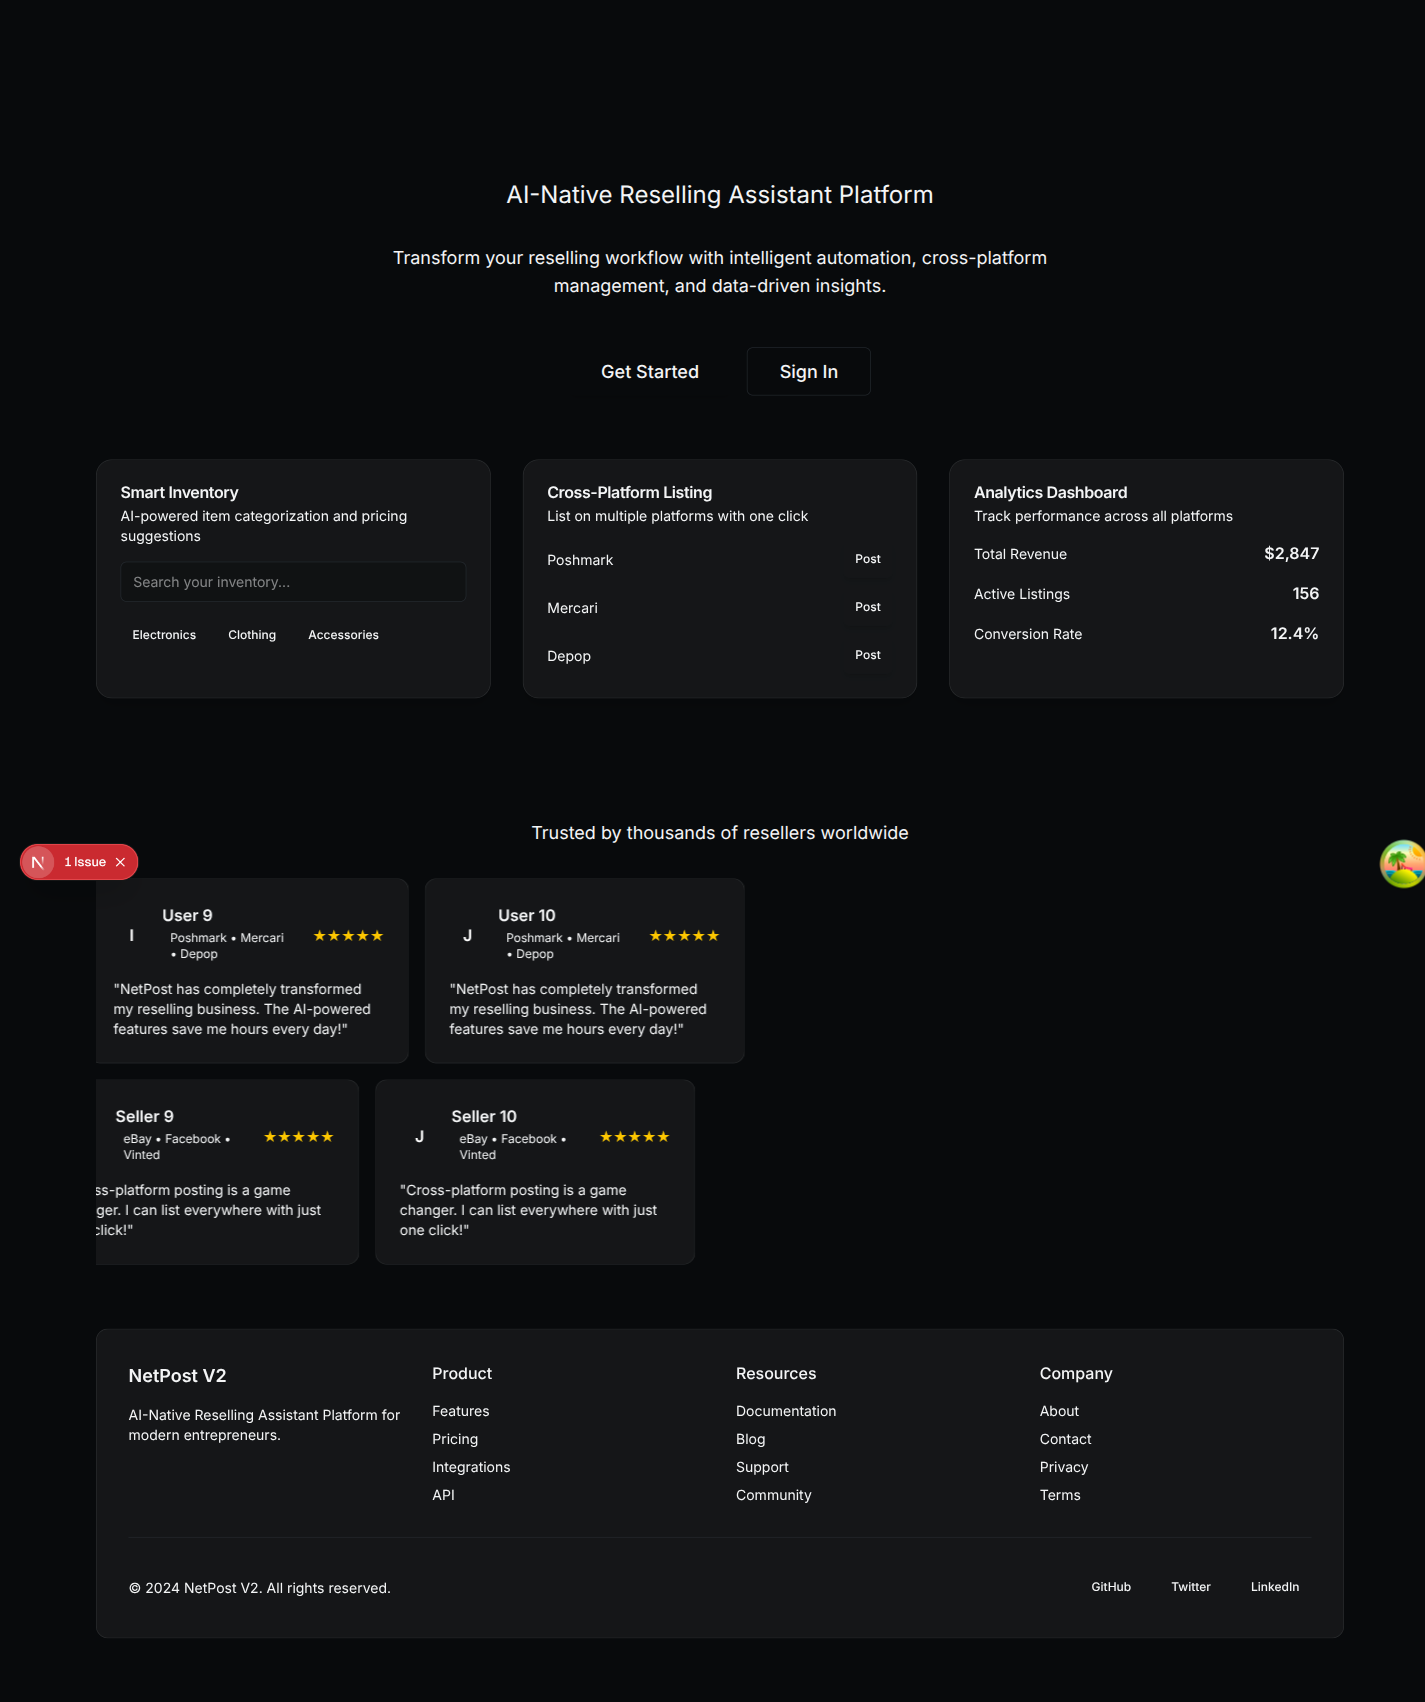 AI-Native Reselling Assistant Platform
Transform your reselling workflow with intelligent automation, cross-platform
management, and data-driven insights.
Get Started
Sign In
Smart Inventory
AI-powered item categorization and pricing
suggestions
Search your inventory...
Electronics
Clothing
Accessories
Cross-Platform Listing
List on multiple platforms with one click
Poshmark
Post
Mercari
Post
Depop
Post
Analytics Dashboard
Track performance across all platforms
Total Revenue
$2,847
Active Listings
156
Conversion Rate
12.4%
Trusted by thousands of resellers worldwide
N
1 Issue
I
User 9
Poshmark • Mercari
• Depop
★★★★★
"NetPost has completely transformed
my reselling business. The AI-powered
features save me hours every day!"
J
User 10
Poshmark • Mercari
• Depop
★★★★★
"NetPost has completely transformed
my reselling business. The AI-powered
features save me hours every day!"
Seller 9
eBay • Facebook •
Vinted
★★★★★
ss-platform posting is a game
ger. I can list everywhere with just
click!"
J
Seller 10
eBay • Facebook •
Vinted
★★★★★
"Cross-platform posting is a game
changer. I can list everywhere with just
one click!"
NetPost V2
AI-Native Reselling Assistant Platform for
modern entrepreneurs.
Product
Features
Pricing
Integrations
API
Resources
Documentation
Blog
Support
Community
Company
About
Contact
Privacy
Terms
© 2024 NetPost V2. All rights reserved.
GitHub
Twitter
LinkedIn